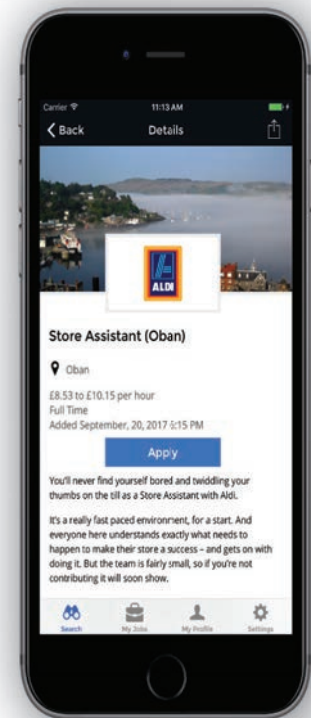 Carrier 11:13 AM
Back Details
ALDI
Store Assistant (Oban)
Oban
£8.53 to £10.15 per hour
Full Time
Added September, 20, 2017 6:15 PM
Apply
You'll never find yourself bored and twiddling your
thumbs on the till as a Store Assistant with Aldi.
It's a really fast paced environment, for a start. And
everyone here understands exactly what needs to
happen to make their store a success – and gets on with
doing it. But the team is fairly small, so if you're not
contributing it will soon show.
Search My Jobs My Profile Settings